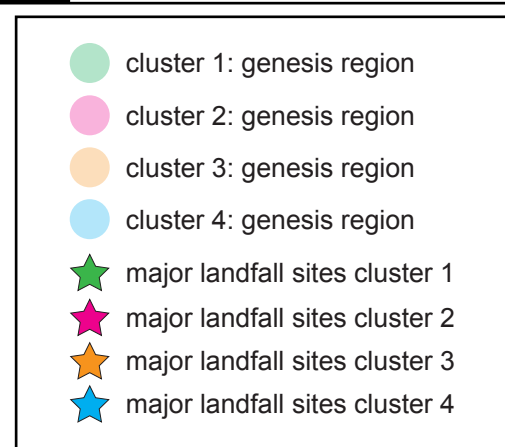 cluster 1: genesis region
cluster 2: genesis region
cluster 3: genesis region
cluster 4: genesis region
major landfall sites cluster 1
major landfall sites cluster 2
major landfall sites cluster 3
major landfall sites cluster 4